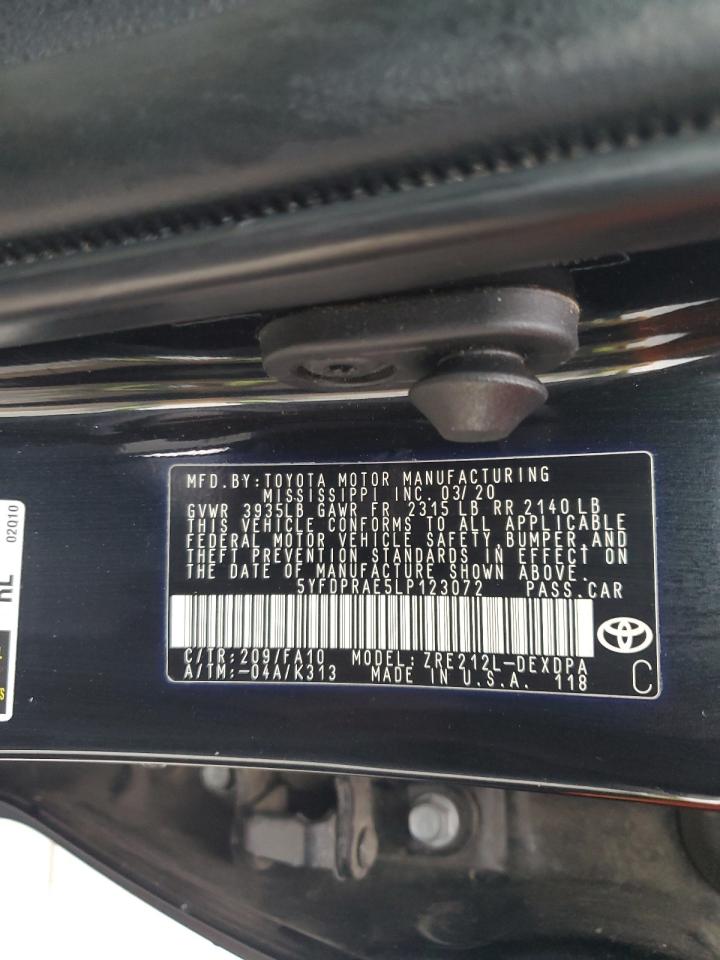 MFD.BY:TOYOTA MOTOR MANUFACTURING
MISSISSIPPI INC. 03/20
GVWR 3935LB GAWR FR 2315 LB RR 2140 LB
THIS VEHICLE CONFORMS TO ALL APPLICABLE
FEDERAL MOTOR VEHICLE SAFETY, BUMPER AND
THEFT PREVENTION STANDARDS IN EFFECT ON
THE DATE OF MANUFACTURE SHOWN ABOVE.
5YFDPRAE5LP123072 PASS.CAR
C/TR:209/FA10 MODEL: ZRE212L-DEXDPA
A/TM:-04A/K313 MADE IN U.S.A. 118 C
02Q10